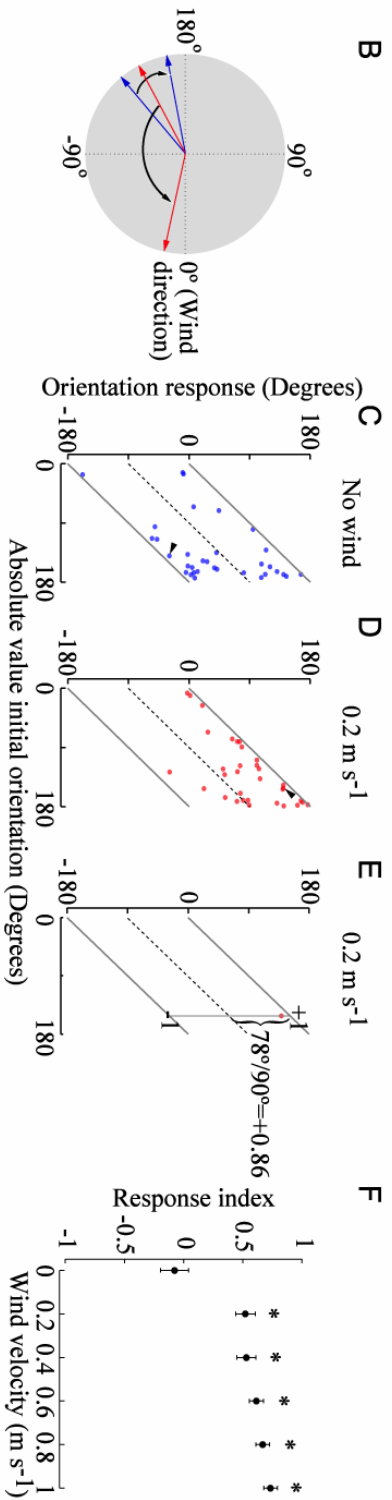 B
180°
90°
-90°
0° (Wind
direction)
C
No wind
Orientation response (Degrees)
180
0
-180
0
180
D
0.2 m s-1
180
0
-180
0
180
Absolute value initial orientation (Degrees)
E
0.2 m s-1
180
0
-180
+1
-1
78°/90°=+0.86
0
180
F
Response index
1
0.5
0
-0.5
-1
* * * * *
0 0.2 0.4 0.6 0.8 1
Wind velocity (m s-1)